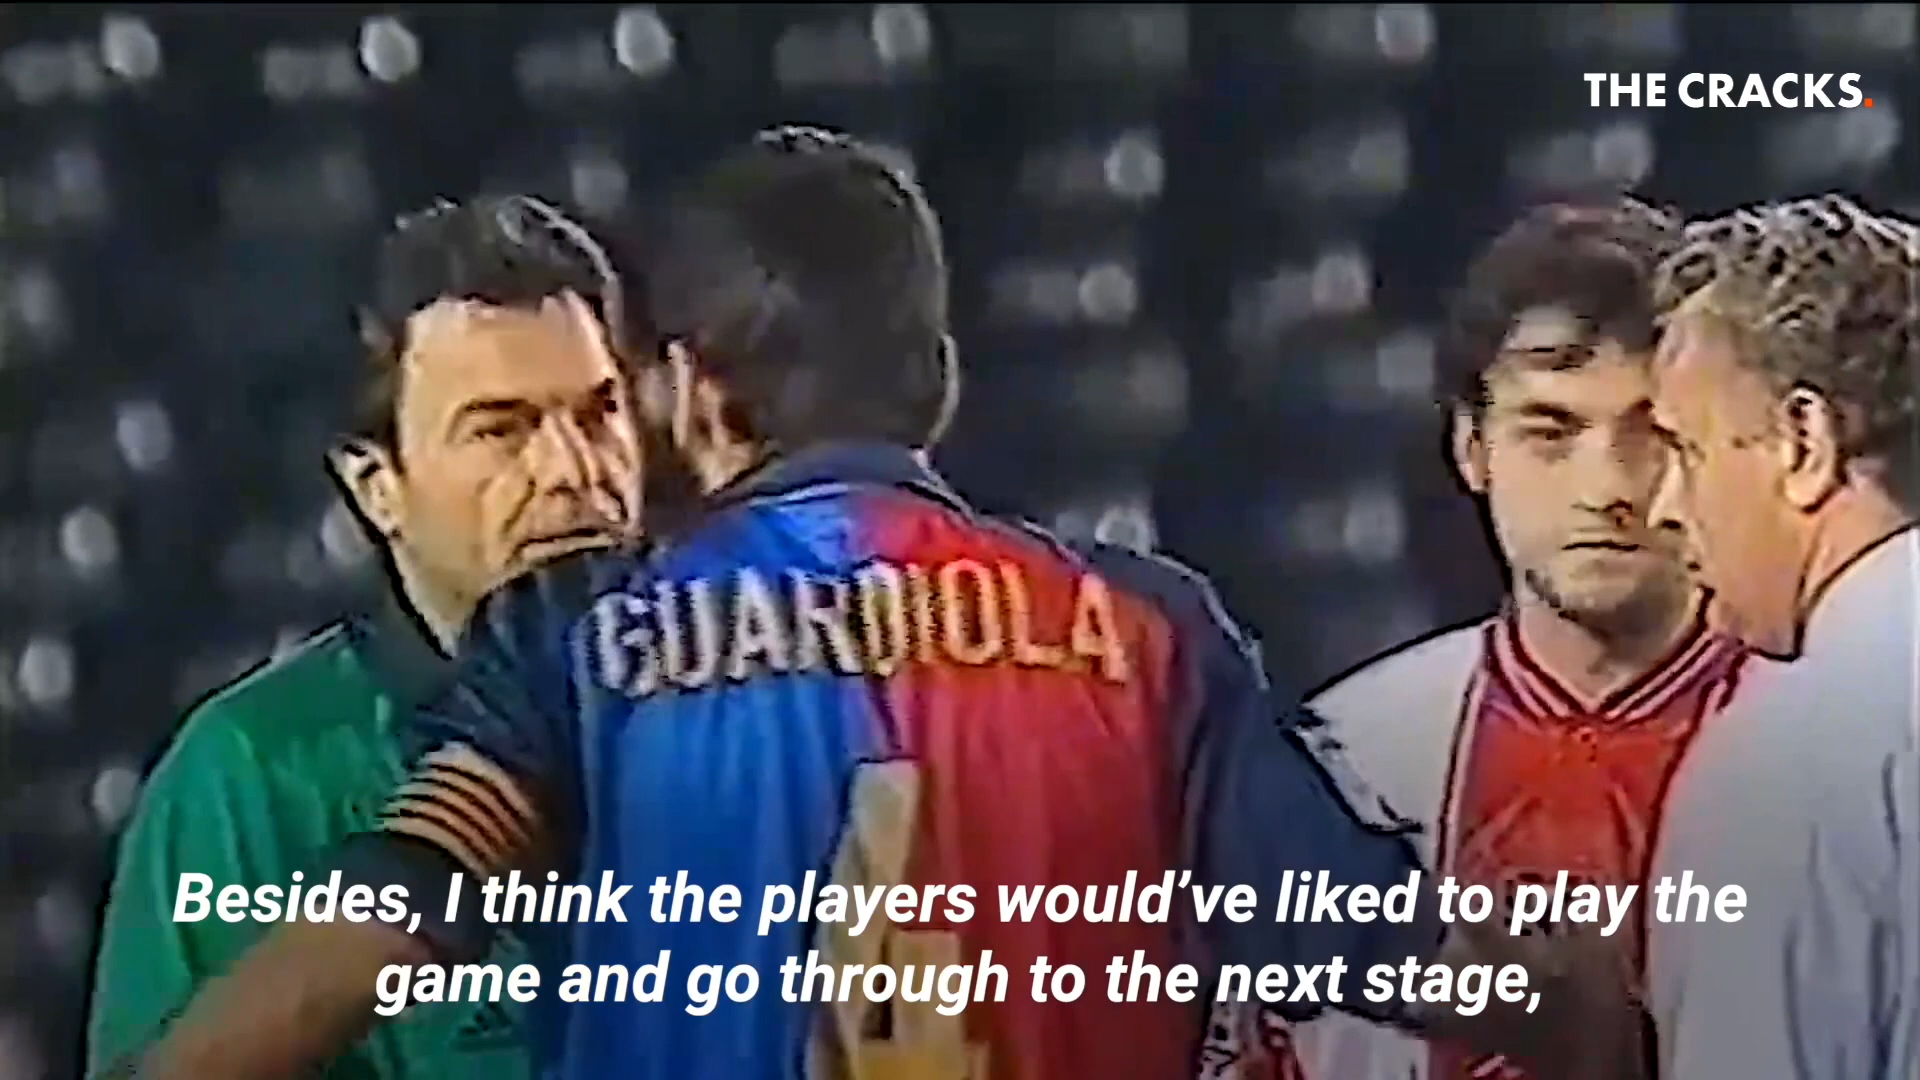 THE CRACKS.
GUARDIOLA
4
Besides, I think the players would've liked to play the
game and go through to the next stage,